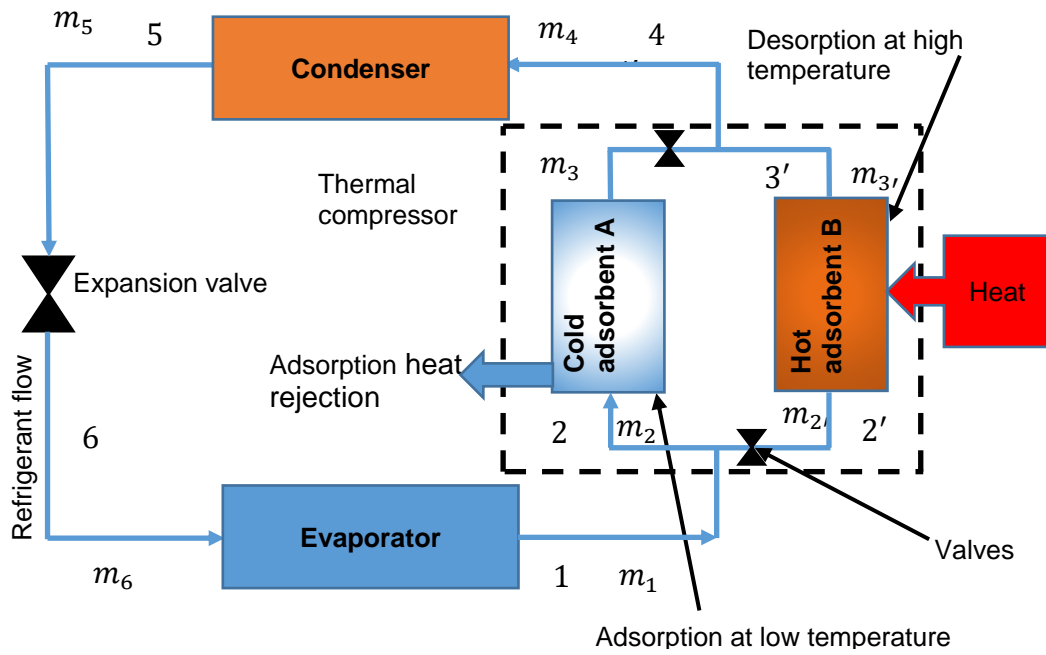 m₅
5
Condenser
m₄
4
Desorption at high
temperature
Thermal
compressor
m₃
3′
m₃′
Cold
adsorbent A
Hot
adsorbent B
Heat
Expansion valve
Adsorption heat
rejection
Refrigerant flow
6
2
m₂
m₂′
2′
Evaporator
m₆
1
m₁
Valves
Adsorption at low temperature